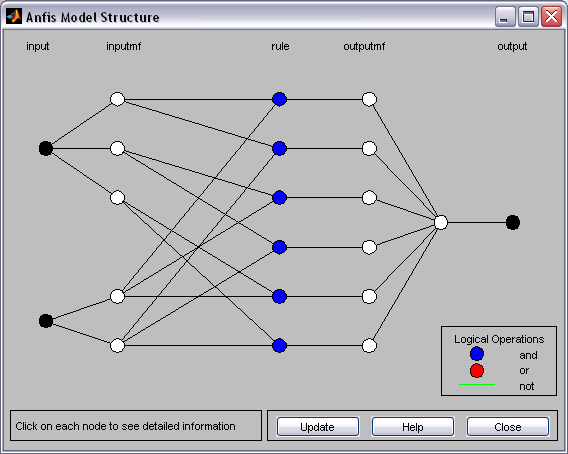 Anfis Model Structure
input inputmf rule outputmf output
Logical Operations
and
or
not
Click on each node to see detailed information
Update Help Close